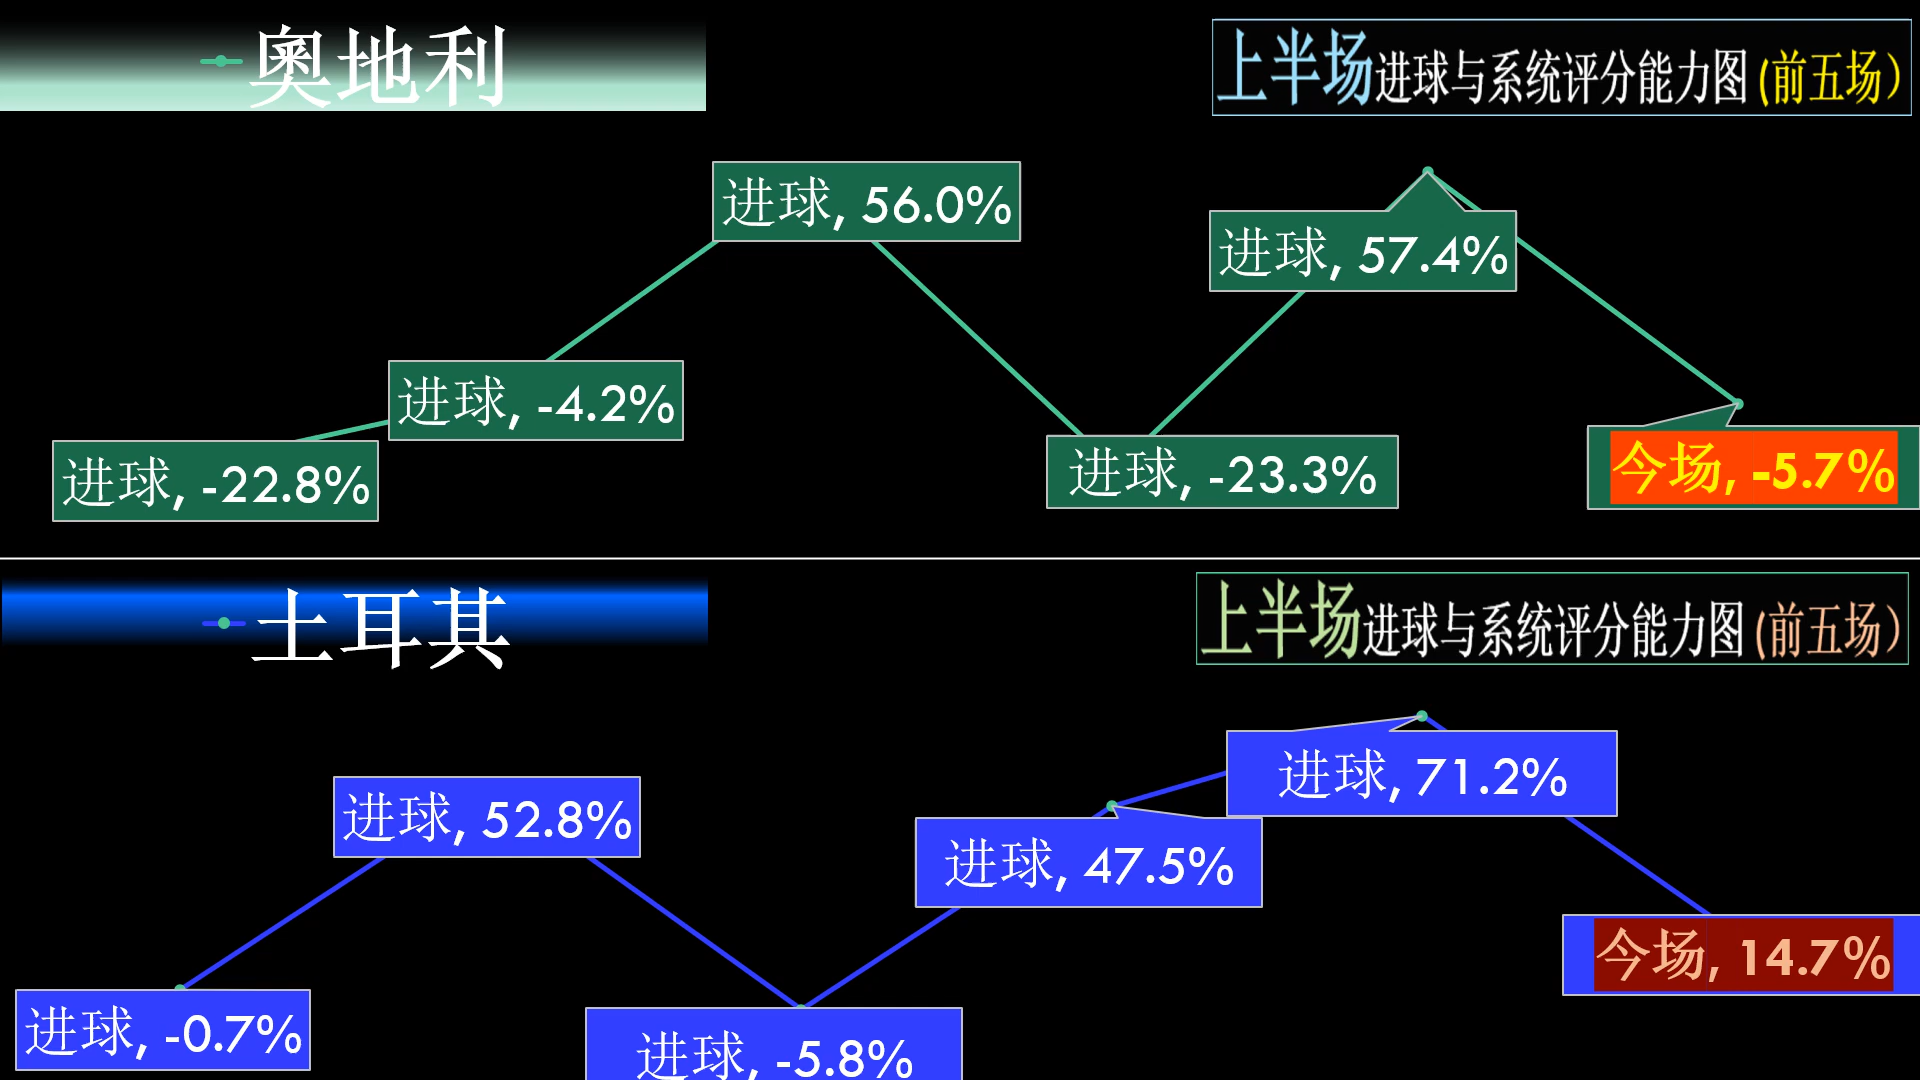 奥地利
上半场进球与系统评分能力图 (前五场)
进球, 56.0%
进球, 57.4%
进球, -4.2%
进球, -22.8%
进球, -23.3%
今场, -5.7%
土耳其
上半场进球与系统评分能力图 (前五场)
进球, 71.2%
进球, 52.8%
进球, 47.5%
今场, 14.7%
进球, -0.7%
进球, -5.8%